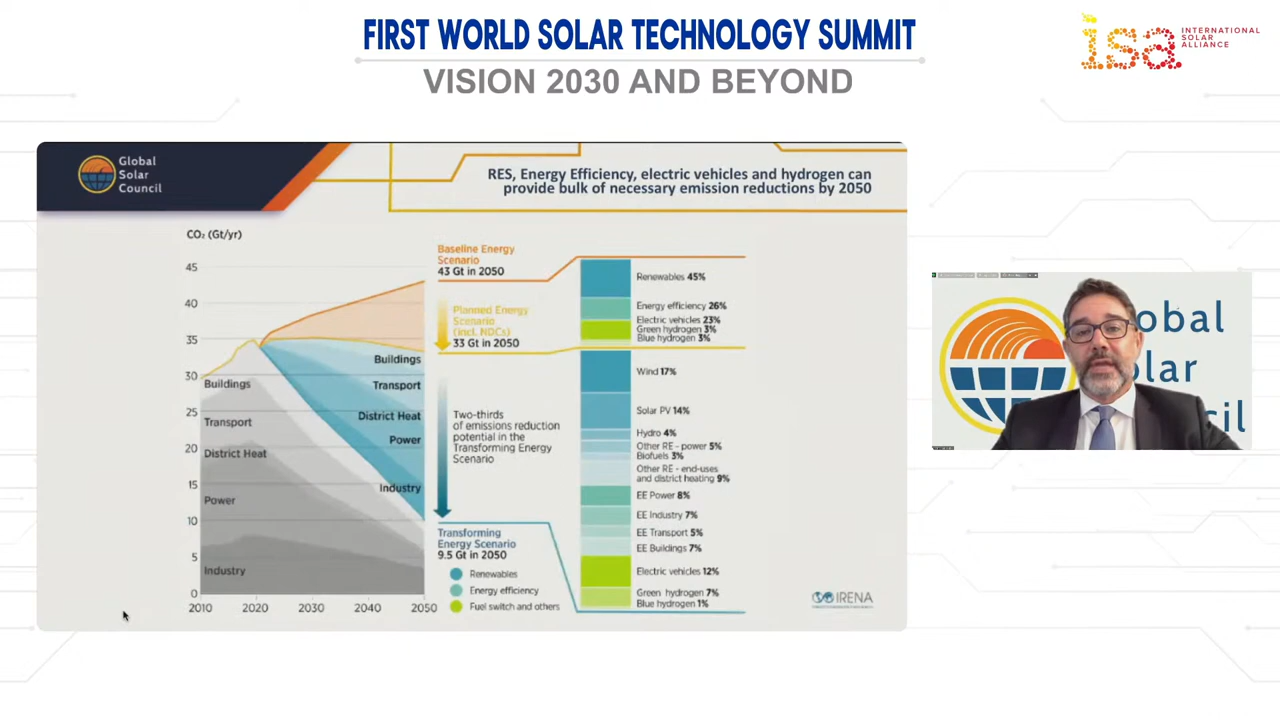 FIRST WORLD SOLAR TECHNOLOGY SUMMIT
VISION 2030 AND BEYOND
isa
INTERNATIONAL
SOLAR
ALLIANCE
Global
Solar
Council
RES, Energy Efficiency, electric vehicles and hydrogen can
provide bulk of necessary emission reductions by 2050
CO₂ (Gt/yr)
45
40
35
30
25
20
15
10
5
0
2010
2020
2030
2040
2050
Buildings
Transport
District Heat
Power
Industry
Buildings
Transport
District Heat
Power
Industry
Baseline Energy
Scenario
43 Gt in 2050
Planned Energy
Scenario
(incl. NDCs)
33 Gt in 2050
Two-thirds
of emissions reduction
potential in the
Transforming Energy
Scenario
Transforming
Energy Scenario
9.5 Gt in 2050
Renewables
Energy efficiency
Fuel switch and others
Renewables 45%
Energy efficiency 26%
Electric vehicles 23%
Green hydrogen 3%
Blue hydrogen 3%
Wind 17%
Solar PV 14%
Hydro 4%
Other RE - power 5%
Biofuels 3%
Other RE - end-uses
and district heating 9%
EE Power 8%
EE Industry 7%
EE Transport 5%
EE Buildings 7%
Electric vehicles 12%
Green hydrogen 7%
Blue hydrogen 1%
IRENA
lobal
lar
cil